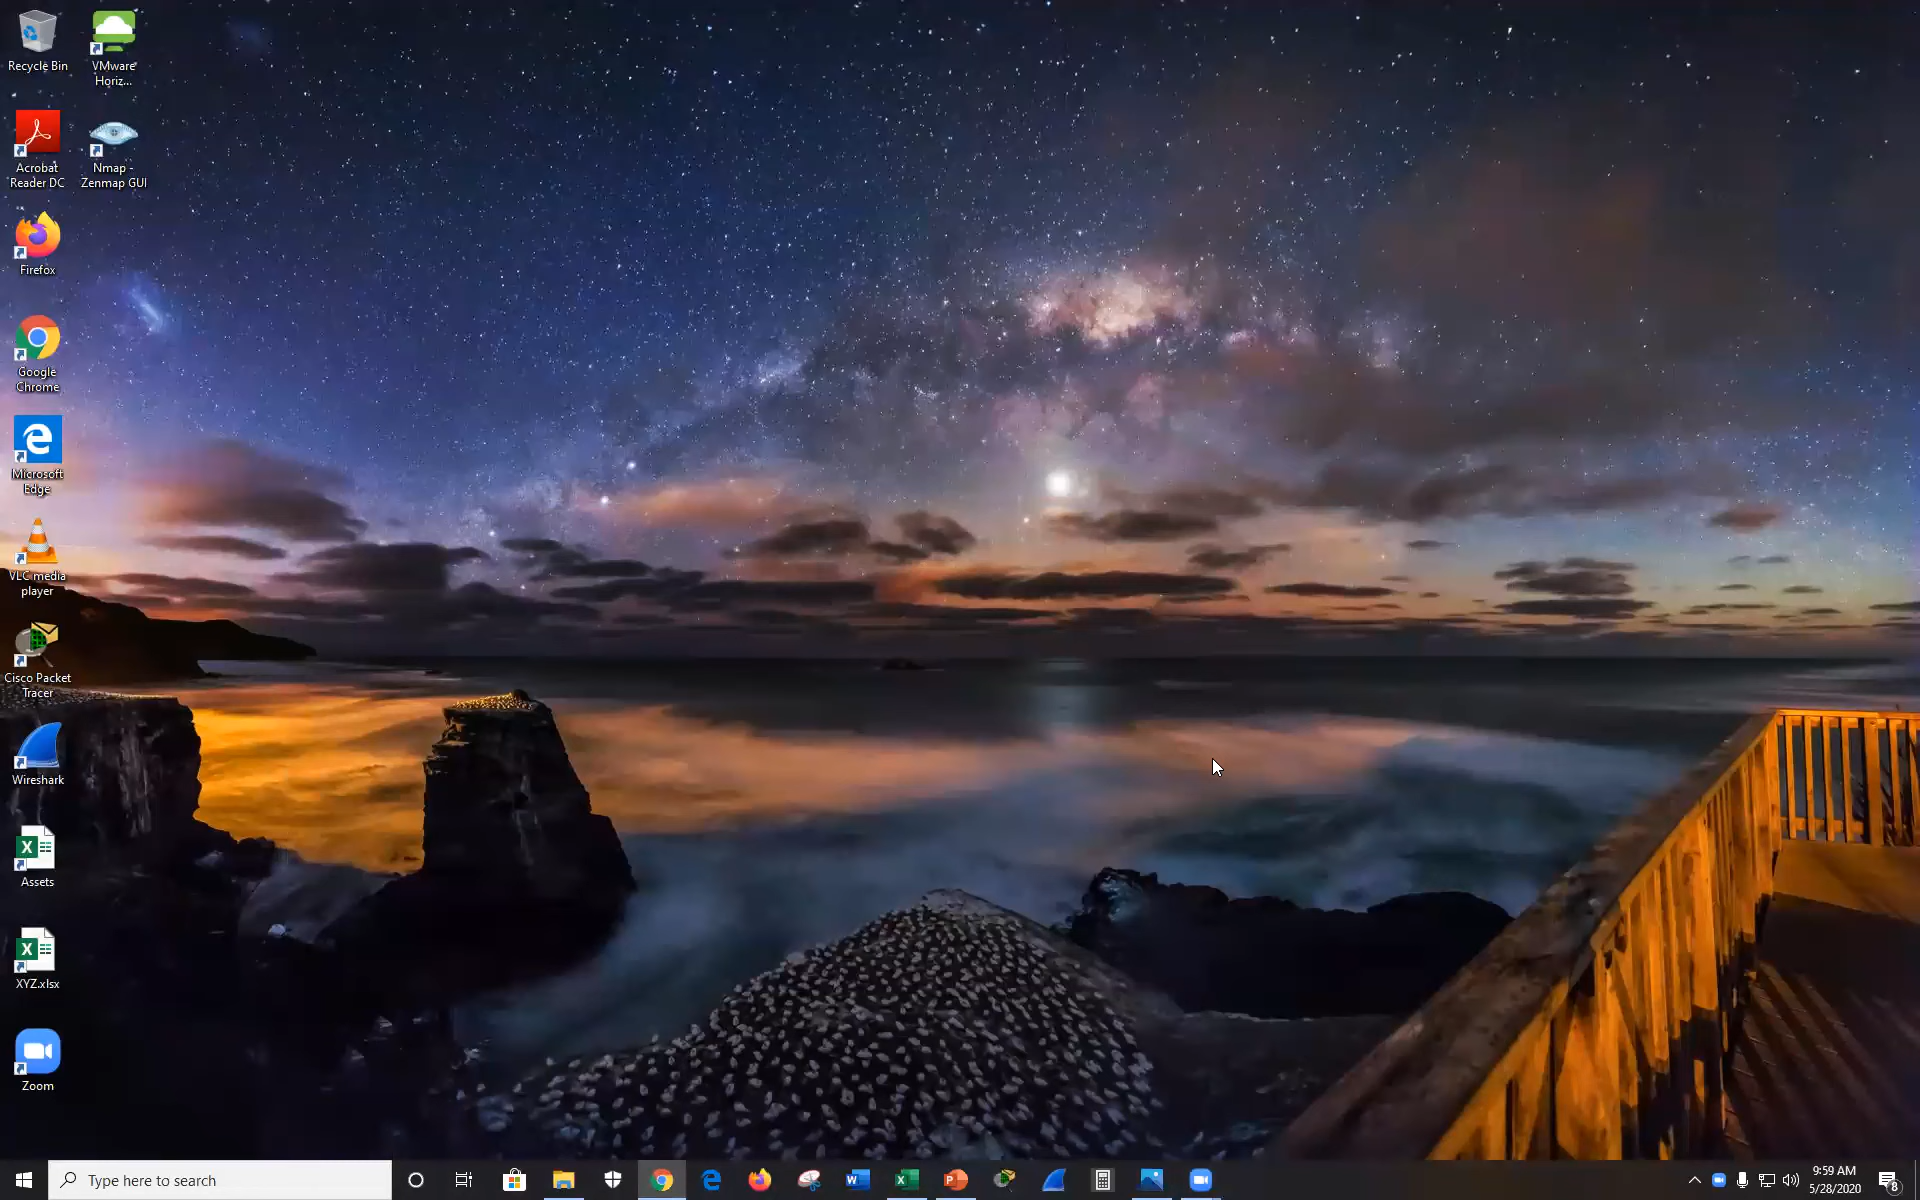 Recycle Bin
VMware
Horiz...
Acrobat
Reader DC
Nmap -
Zenmap GUI
Firefox
Google
Chrome
Microsoft
Edge
VLC media
player
Cisco Packet
Tracer
Wireshark
Assets
XYZ.xlsx
Zoom
Type here to search
9:59 AM
5/28/2020
8